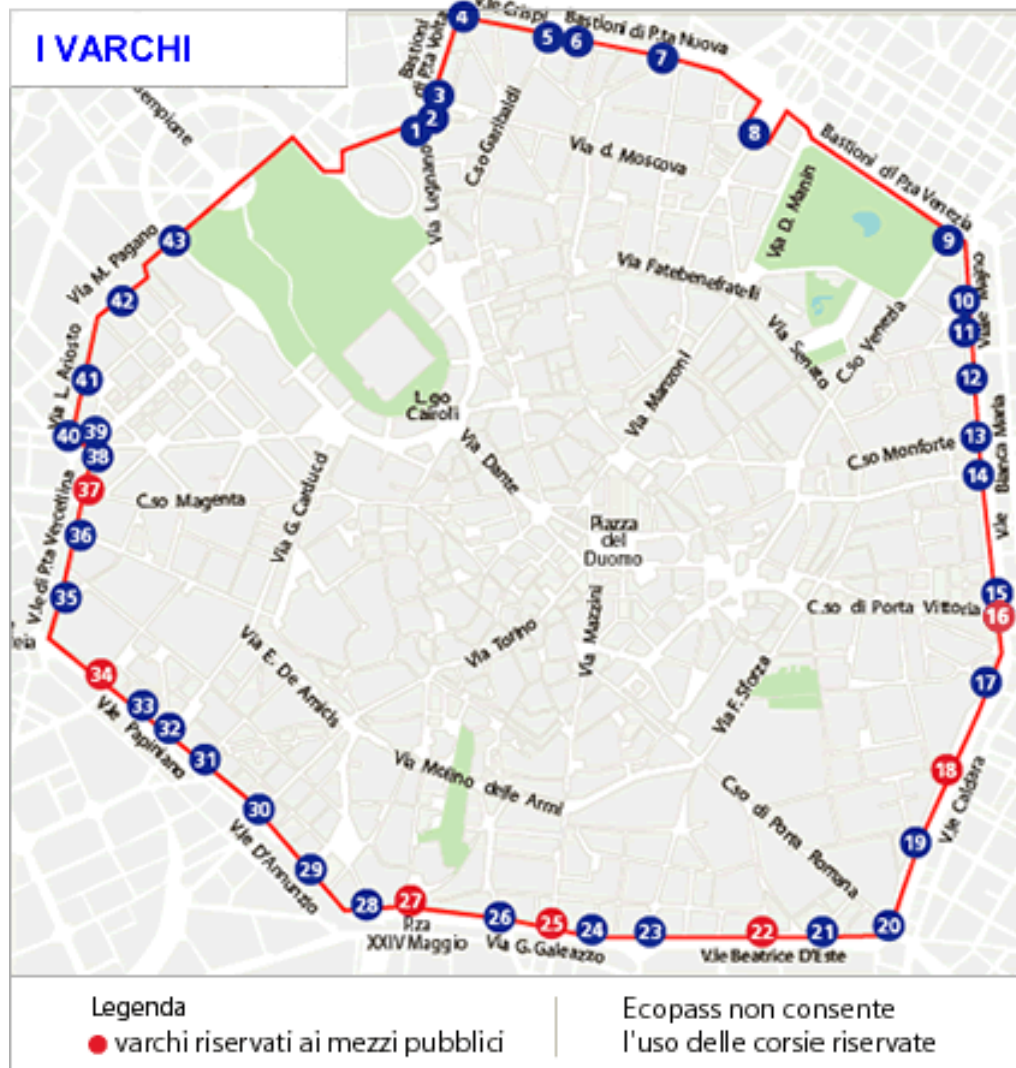 I VARCHI
V.le Crispi
Bastioni di P.ta Nuova
Bastioni
di P.ta Volta
4
5
6
7
3
2
1
8
C.so Garibaldi
Via d. Moscova
Bastioni di P.za Venezia
Via Legnano
Via D. Manin
43
Via M. Pagano
9
Via Fatebenefratelli
42
10
Viale Majno
11
Via Senato
C.so Venezia
Via L. Ariosto
41
12
Via Manzoni
L.go
Cairoli
40
39
38
Via Dante
13
C.so Monforte
Bianca Maria
V.le
14
37
C.so Magenta
Via G. Carducci
36
Piazza
del
Duomo
V.le di P.ta Vercellina
35
15
C.so di Porta Vittoria
16
Via Torino
Via Mazzini
34
Via E. De Amicis
Via F. Sforza
17
33
32
V.le Papiniano
31
18
V.le Caldara
Via Molino delle Armi
C.so di Porta Romana
30
19
V.le D'Annunzio
29
28
27
26
25
24
23
22
21
20
P.za
XXIV Maggio
Via G. Galeazzo
V.le Beatrice D'Este
Legenda
varchi riservati ai mezzi pubblici
Ecopass non consente
l'uso delle corsie riservate